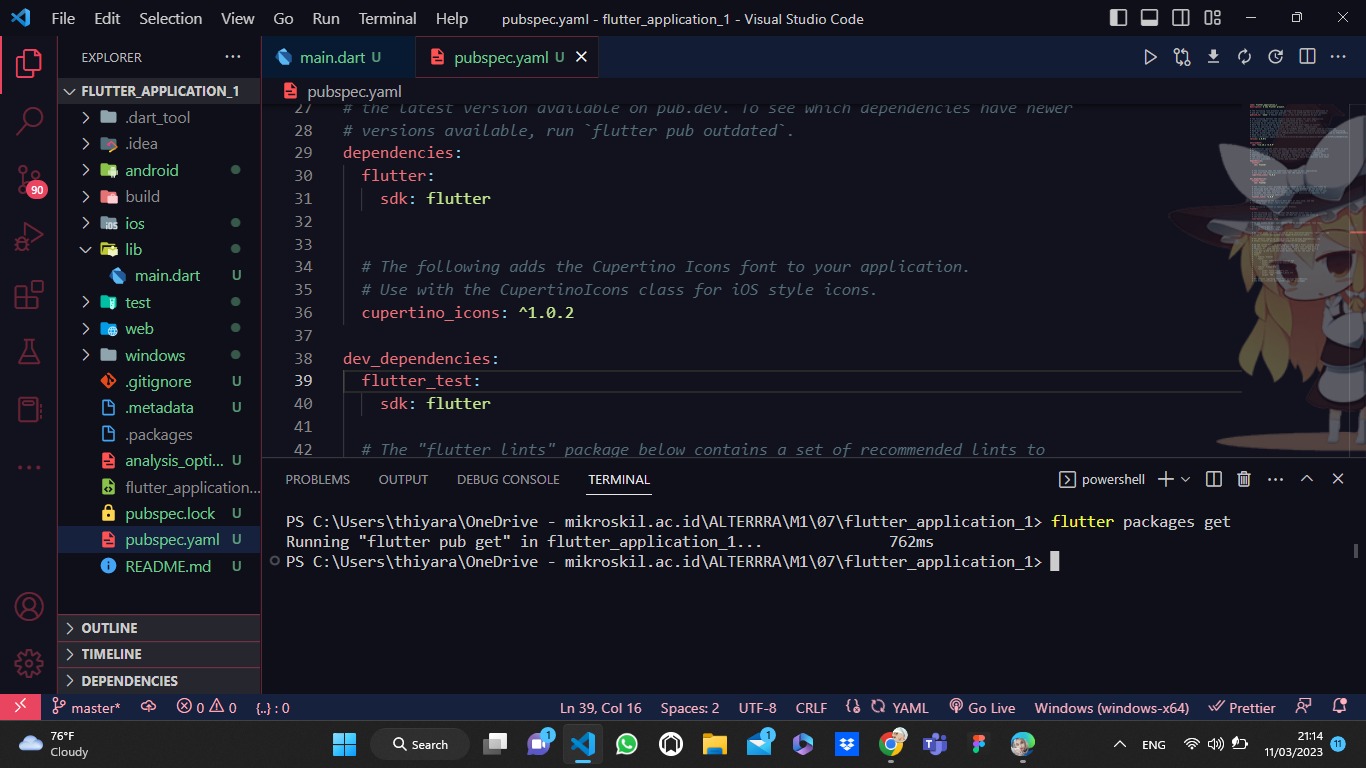 File Edit Selection View Go Run Terminal Help pubspec.yaml - flutter_application_1 - Visual Studio Code
EXPLORER
FLUTTER_APPLICATION_1
.dart_tool
.idea
android
build
ios
lib
main.dart U
test
web
windows
.gitignore U
.metadata U
.packages
analysis_opti... U
flutter_application...
pubspec.lock U
pubspec.yaml U
README.md U
OUTLINE
TIMELINE
DEPENDENCIES
90
main.dart U pubspec.yaml U
pubspec.yaml
27 # the latest version available on pub.dev. To see which dependencies have newer
28 # versions available, run `flutter pub outdated`.
29 dependencies:
30 flutter:
31 sdk: flutter
32
33
34 # The following adds the Cupertino Icons font to your application.
35 # Use with the CupertinoIcons class for iOS style icons.
36 cupertino_icons: ^1.0.2
37
38 dev_dependencies:
39 flutter_test:
40 sdk: flutter
41
42 # The "flutter lints" package below contains a set of recommended lints to
PROBLEMS OUTPUT DEBUG CONSOLE TERMINAL powershell
PS C:\Users\thiyara\OneDrive - mikroskil.ac.id\ALTERRRA\M1\07\flutter_application_1> flutter packages get
Running "flutter pub get" in flutter_application_1... 762ms
PS C:\Users\thiyara\OneDrive - mikroskil.ac.id\ALTERRRA\M1\07\flutter_application_1>
master* 0 0 {..} : 0 Ln 39, Col 16 Spaces: 2 UTF-8 CRLF YAML Go Live Windows (windows-x64) Prettier
76°F
Cloudy
Search
1
1
ENG
21:14
11/03/2023
11